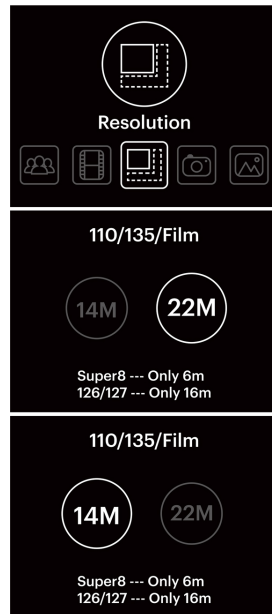 Resolution
110/135/Film
14M 22M
Super8 --- Only 6m
126/127 --- Only 16m
110/135/Film
14M 22M
Super8 --- Only 6m
126/127 --- Only 16m